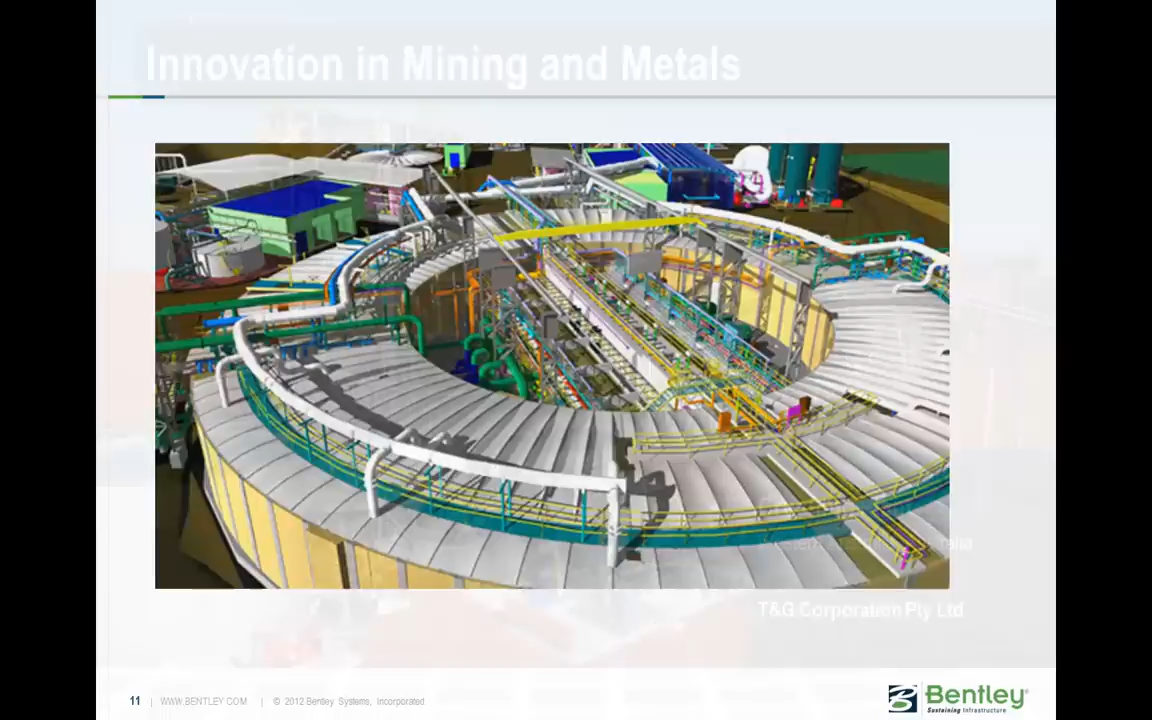 Innovation in Mining and Metals
T&G Corporation Pty Ltd
11 | WWW.BENTLEY.COM | © 2012 Bentley Systems, Incorporated
Bentley®
Sustaining Infrastructure